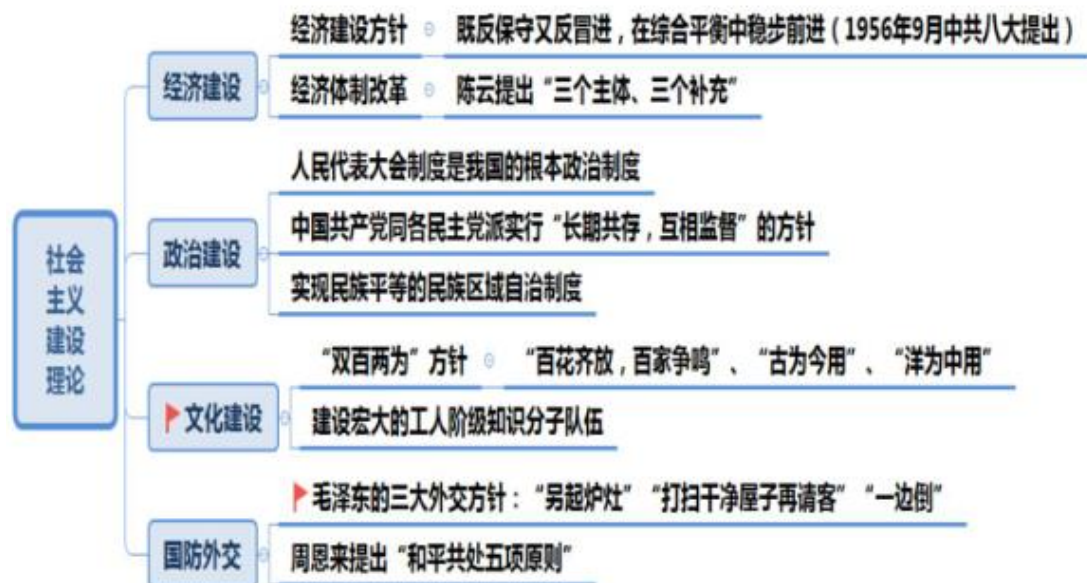 社会
主义
建设
理论
经济建设
经济建设方针
既反保守又反冒进，在综合平衡中稳步前进（1956年9月中共八大提出）
经济体制改革
陈云提出“三个主体、三个补充”
政治建设
人民代表大会制度是我国的根本政治制度
中国共产党同各民主党派实行“长期共存，互相监督”的方针
实现民族平等的民族区域自治制度
文化建设
“双百两为”方针
“百花齐放，百家争鸣”、“古为今用”、“洋为中用”
建设宏大的工人阶级知识分子队伍
国防外交
毛泽东的三大外交方针：“另起炉灶”“打扫干净屋子再请客”“一边倒”
周恩来提出“和平共处五项原则”